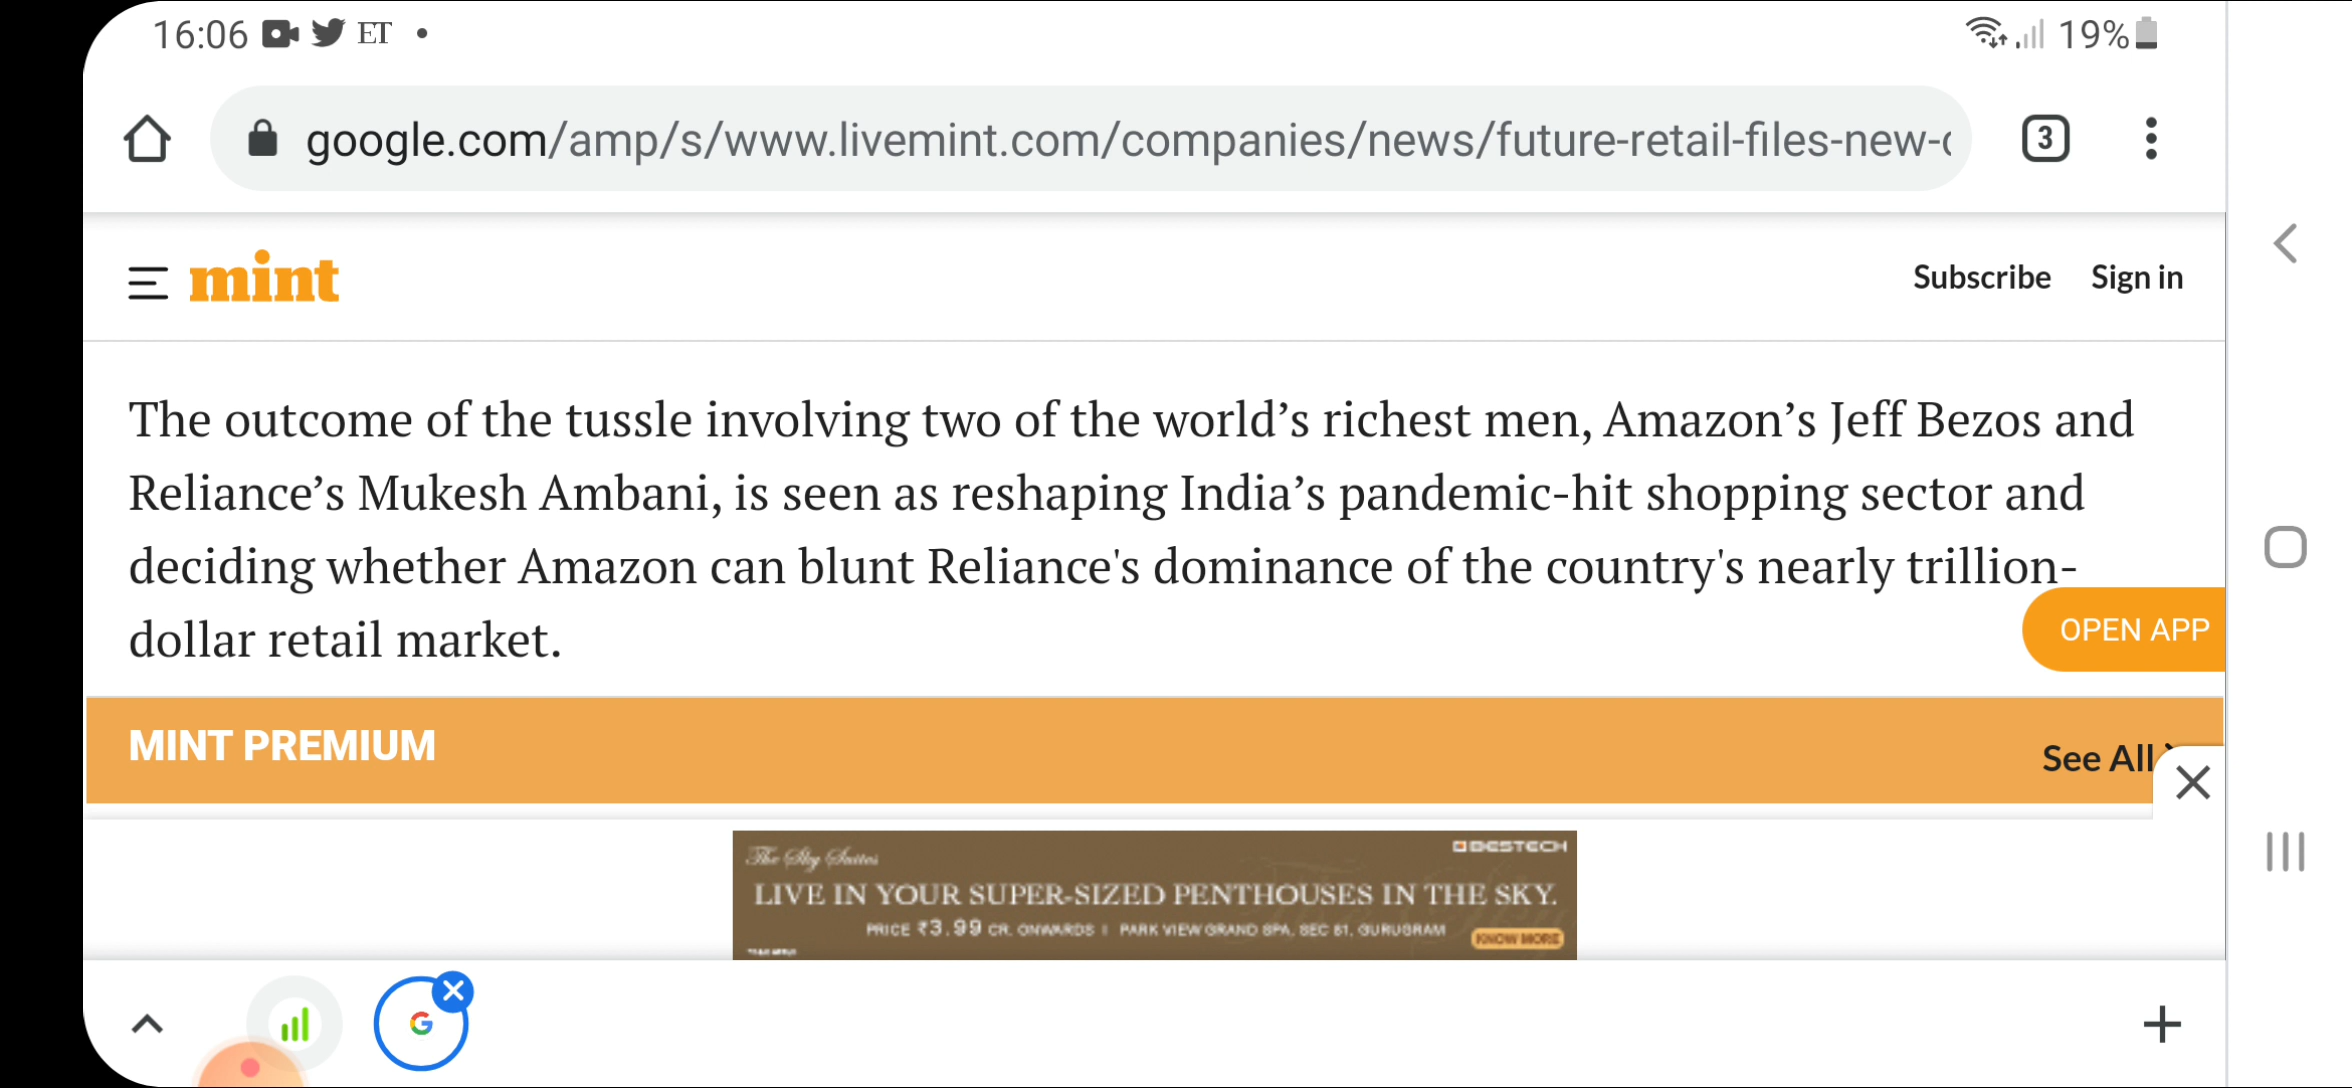 16:06 ET
19%
google.com/amp/s/www.livemint.com/companies/news/future-retail-files-new-
3
mint
Subscribe Sign in
The outcome of the tussle involving two of the world’s richest men, Amazon’s Jeff Bezos and
Reliance’s Mukesh Ambani, is seen as reshaping India’s pandemic-hit shopping sector and
deciding whether Amazon can blunt Reliance's dominance of the country's nearly trillion-
dollar retail market.
OPEN APP
MINT PREMIUM
See All
The Sky Suites
BESTECH
LIVE IN YOUR SUPER-SIZED PENTHOUSES IN THE SKY.
PRICE ₹3.99 CR. ONWARDS | PARK VIEW GRAND SPA, SEC 81, GURUGRAM
KNOW MORE
G